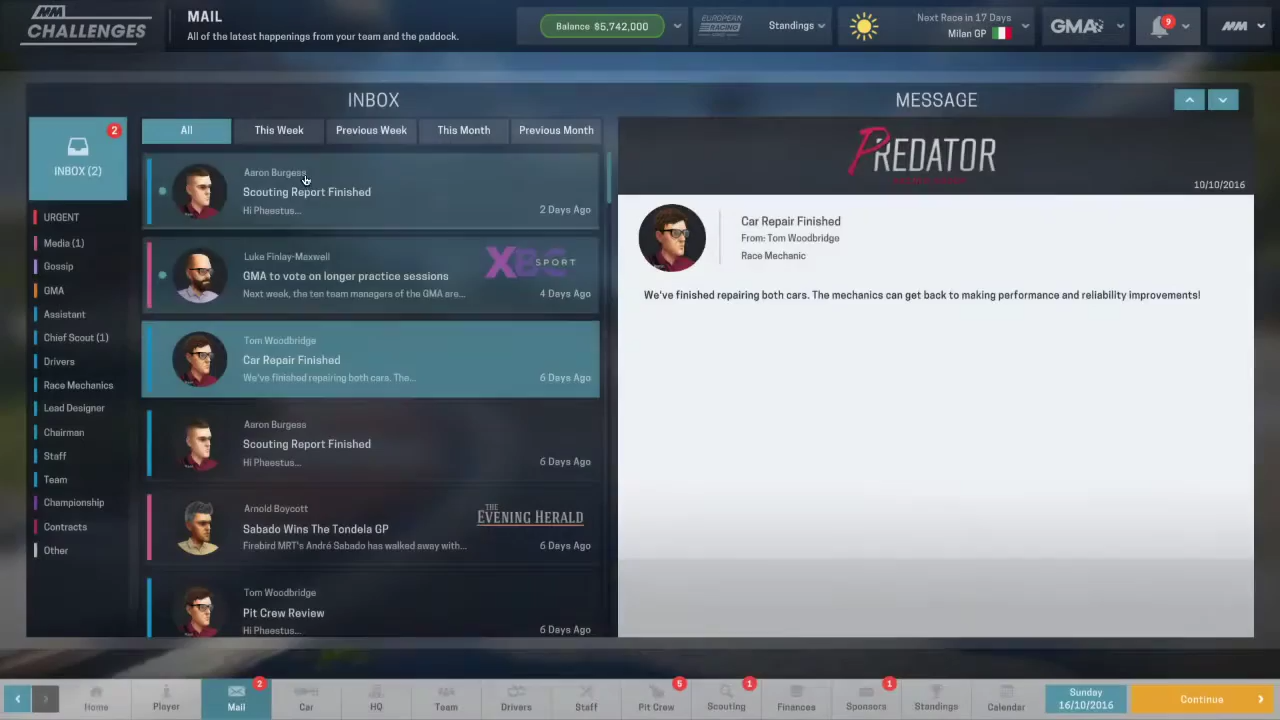 MM
CHALLENGES
MAIL
All of the latest happenings from your team and the paddock.
Balance $5,742,000
EUROPEAN
RACING
Standings
Next Race in 17 Days
Milan GP
GMA
9
MM
INBOX
MESSAGE
2
INBOX (2)
URGENT
Media (1)
Gossip
GMA
Assistant
Chief Scout (1)
Drivers
Race Mechanics
Lead Designer
Chairman
Staff
Team
Championship
Contracts
Other
All
This Week
Previous Week
This Month
Previous Month
Aaron Burgess
Scouting Report Finished
Hi Phaestus...
2 Days Ago
Luke Finlay-Maxwell
XBC SPORT
GMA to vote on longer practice sessions
Next week, the ten team managers of the GMA are...
4 Days Ago
Tom Woodbridge
Car Repair Finished
We've finished repairing both cars. The...
6 Days Ago
Aaron Burgess
Scouting Report Finished
Hi Phaestus...
6 Days Ago
Arnold Boycott
THE
EVENING HERALD
Sabado Wins The Tondela GP
Firebird MRT's André Sabado has walked away with...
6 Days Ago
Tom Woodbridge
Pit Crew Review
Hi Phaestus...
6 Days Ago
PREDATOR
10/10/2016
Car Repair Finished
From: Tom Woodbridge
Race Mechanic
We've finished repairing both cars. The mechanics can get back to making performance and reliability improvements!
Home
Player
2
Mail
Car
HQ
Team
Drivers
Staff
5
Pit Crew
1
Scouting
Finances
1
Sponsors
Standings
Calendar
Sunday
16/10/2016
Continue